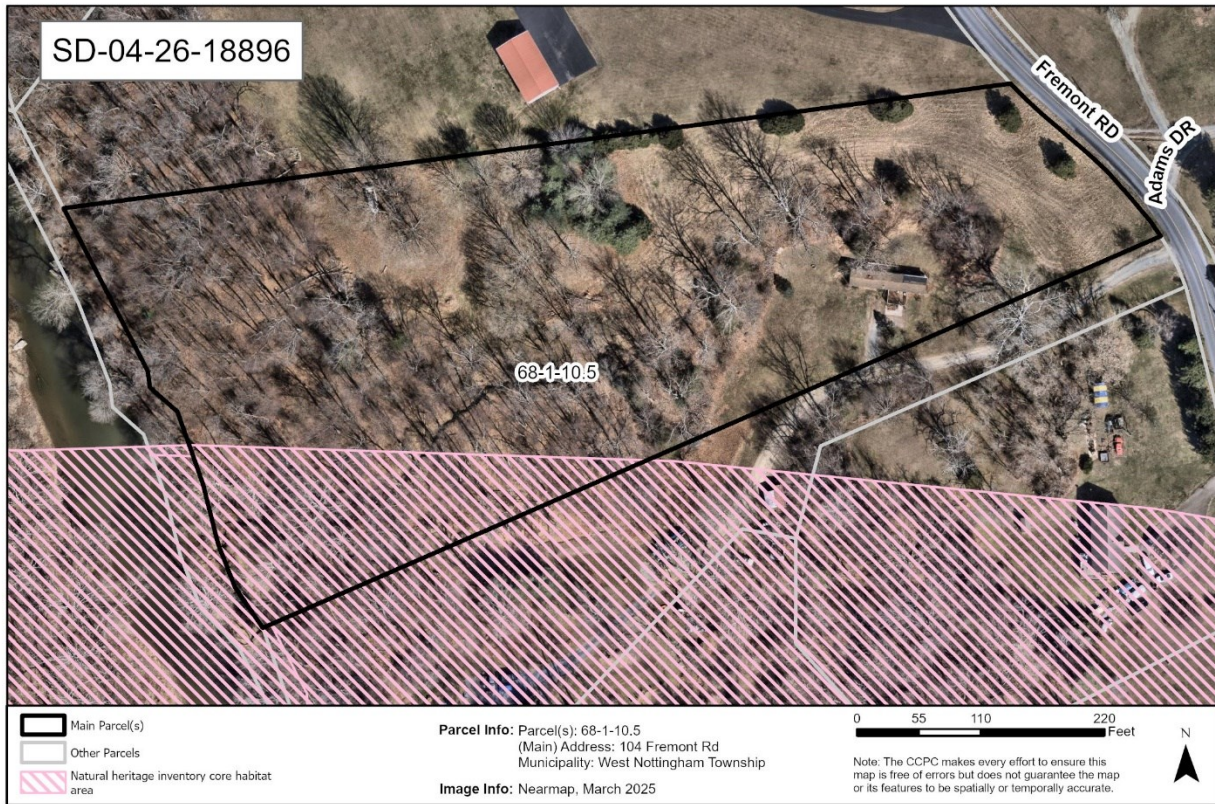 SD-04-26-18896
Fremont RD
Adams DR
68-1-10.5
Main Parcel(s)
Other Parcels
Natural heritage inventory core habitat
area
Parcel Info: Parcel(s): 68-1-10.5
(Main) Address: 104 Fremont Rd
Municipality: West Nottingham Township
Image Info: Nearmap, March 2025
0 55 110 220
Feet
Note: The CCPC makes every effort to ensure this
map is free of errors but does not guarantee the map
or its features to be spatially or temporally accurate.
N